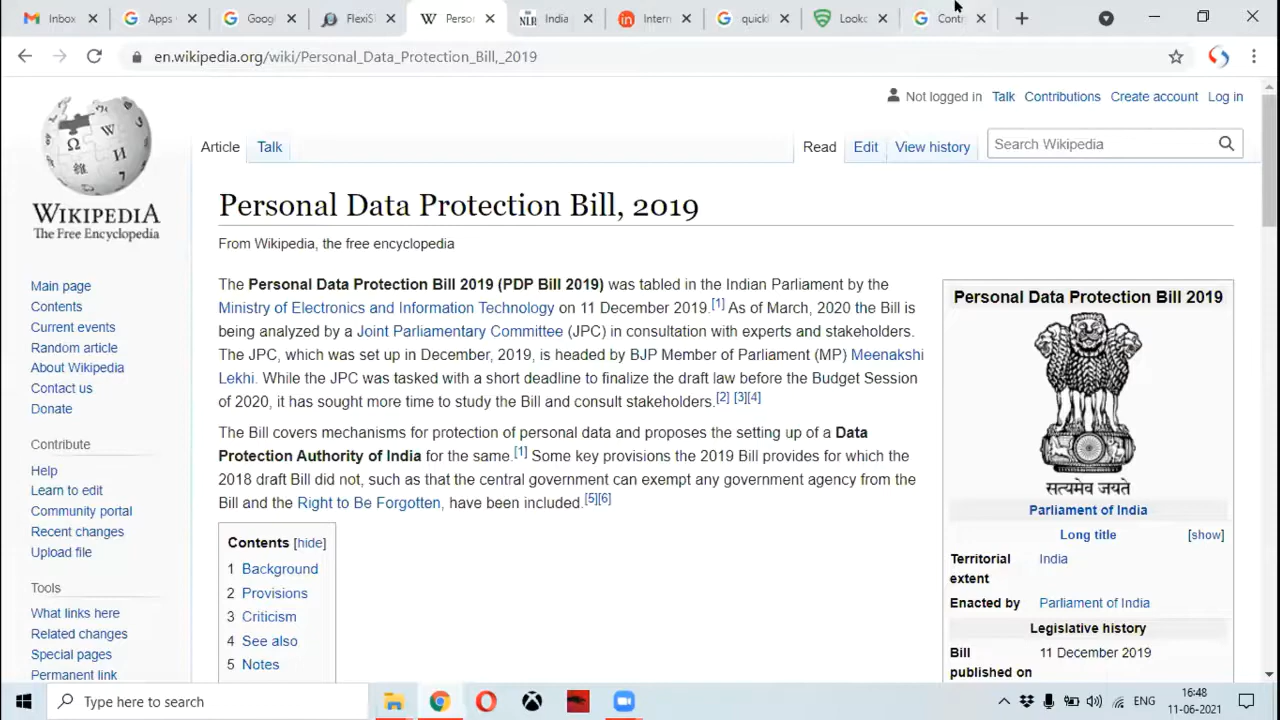 Inbox
Apps
Googl
FlexiS
Perso
NLR
India
Intern
quick
Looko
Cont
en.wikipedia.org/wiki/Personal_Data_Protection_Bill,_2019
Not logged in Talk Contributions Create account Log in
Article Talk Read Edit View history Search Wikipedia
WIKIPEDIA
The Free Encyclopedia
Main page
Contents
Current events
Random article
About Wikipedia
Contact us
Donate
Contribute
Help
Learn to edit
Community portal
Recent changes
Upload file
Tools
What links here
Related changes
Special pages
Permanent link
Personal Data Protection Bill, 2019
From Wikipedia, the free encyclopedia
The Personal Data Protection Bill 2019 (PDP Bill 2019) was tabled in the Indian Parliament by the
Ministry of Electronics and Information Technology on 11 December 2019.[1] As of March, 2020 the Bill is
being analyzed by a Joint Parliamentary Committee (JPC) in consultation with experts and stakeholders.
The JPC, which was set up in December, 2019, is headed by BJP Member of Parliament (MP) Meenakshi
Lekhi. While the JPC was tasked with a short deadline to finalize the draft law before the Budget Session
of 2020, it has sought more time to study the Bill and consult stakeholders.[2] [3][4]
The Bill covers mechanisms for protection of personal data and proposes the setting up of a Data
Protection Authority of India for the same.[1] Some key provisions the 2019 Bill provides for which the
2018 draft Bill did not, such as that the central government can exempt any government agency from the
Bill and the Right to Be Forgotten, have been included.[5][6]
Contents [hide]
1 Background
2 Provisions
3 Criticism
4 See also
5 Notes
Personal Data Protection Bill 2019
सत्यमेव जयते
Parliament of India
Long title [show]
Territorial
extent
India
Enacted by Parliament of India
Legislative history
Bill
published on
11 December 2019
Type here to search
ENG
16:48
11-06-2021